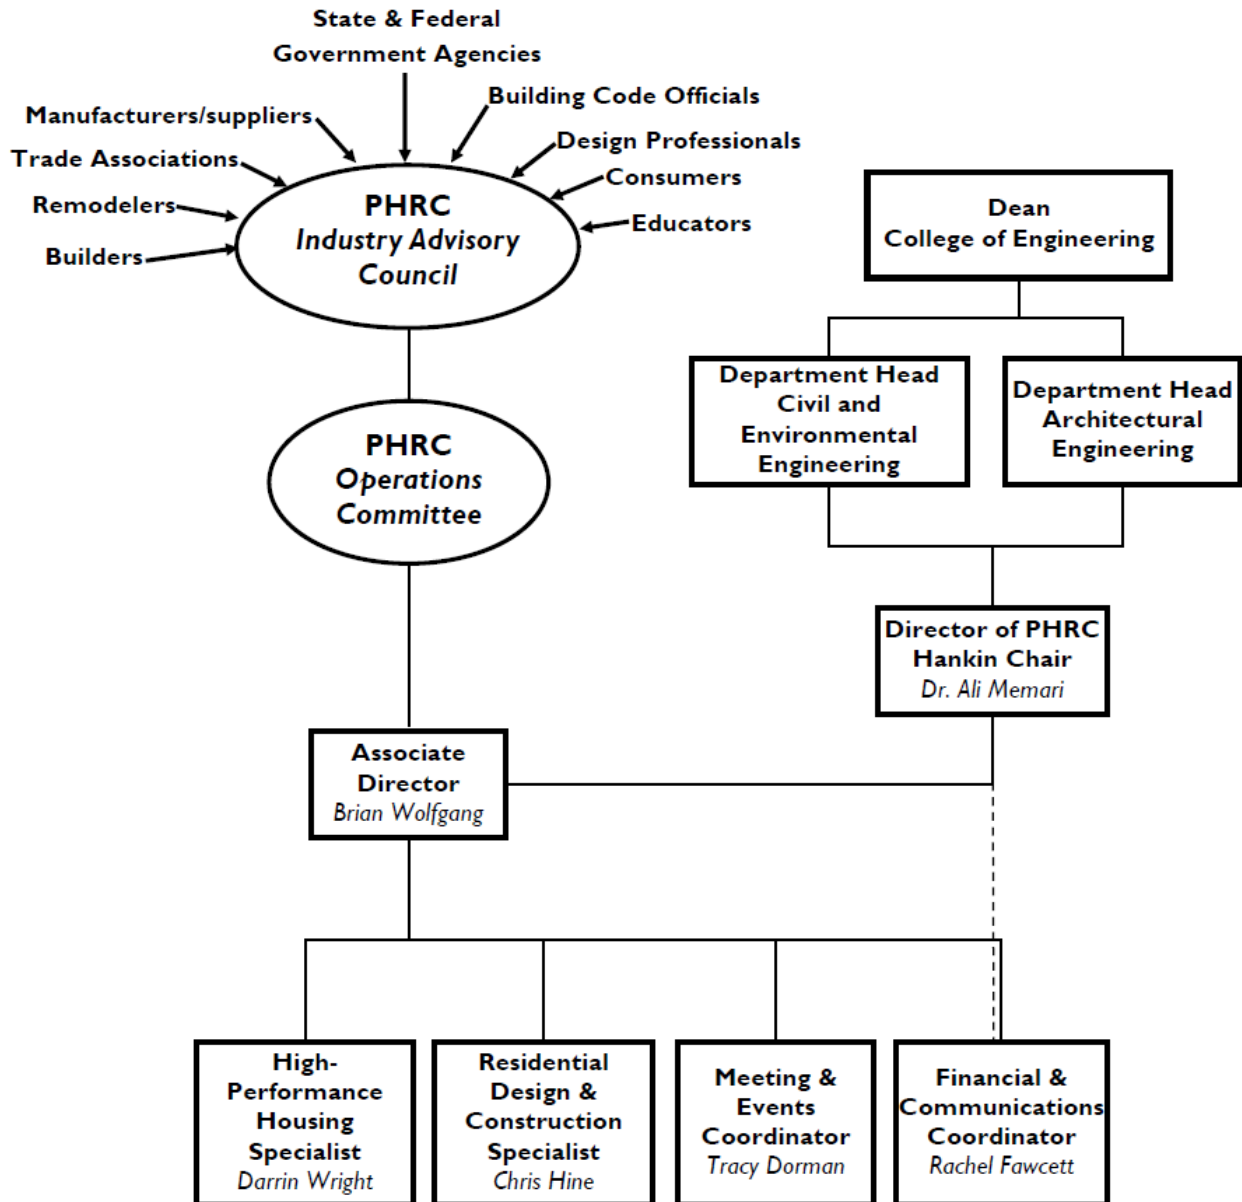 State & Federal
Government Agencies
Manufacturers/suppliers
Building Code Officials
Trade Associations
Design Professionals
Remodelers
Consumers
Builders
Educators
PHRC
Industry Advisory
Council
Dean
College of Engineering
Department Head
Civil and
Environmental
Engineering
Department Head
Architectural
Engineering
PHRC
Operations
Committee
Director of PHRC
Hankin Chair
Dr. Ali Memari
Associate
Director
Brian Wolfgang
High-
Performance
Housing
Specialist
Darrin Wright
Residential
Design &
Construction
Specialist
Chris Hine
Meeting &
Events
Coordinator
Tracy Dorman
Financial &
Communications
Coordinator
Rachel Fawcett